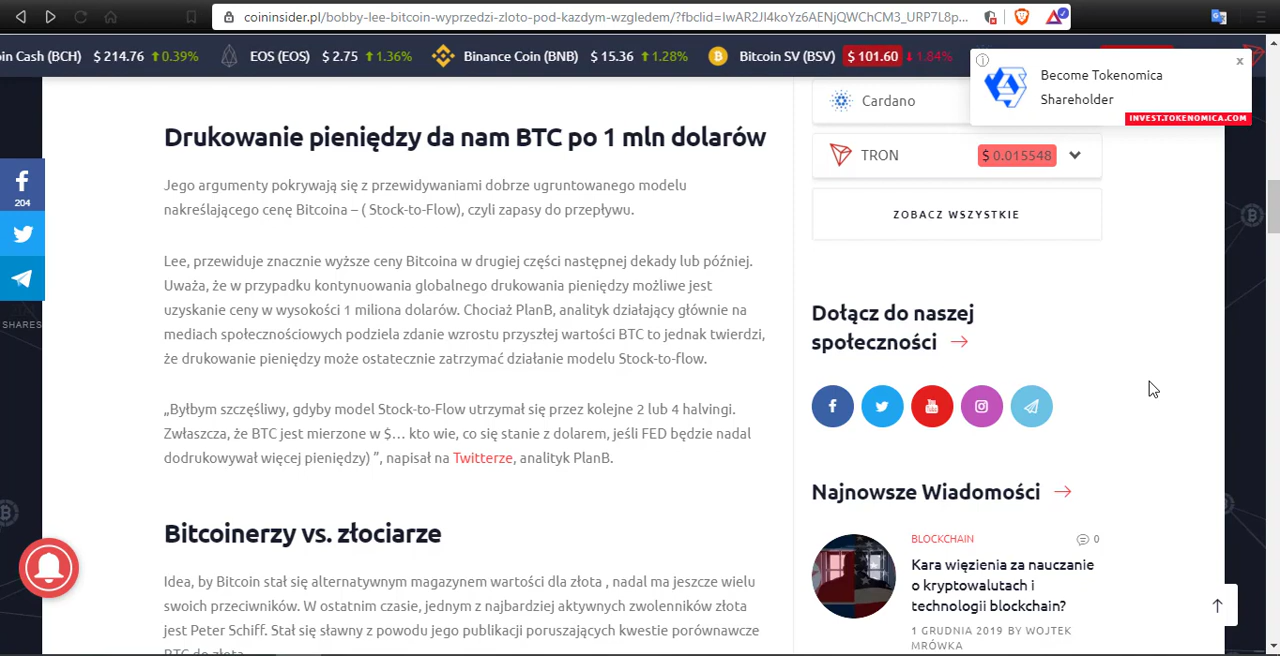 coininsider.pl/bobby-lee-bitcoin-wyprzedzi-zloto-pod-kazdym-wzgledem/?fbclid=IwAR2JI4koYz6AENjQWChCM3_URP7L8p...
in Cash (BCH) $ 214.76 0.39% EOS (EOS) $ 2.75 1.36% Binance Coin (BNB) $ 15.36 1.28% Bitcoin SV (BSV) $ 101.60 1.84%
Become Tokenomica
Shareholder
INVEST.TOKENOMICA.COM
x
204
SHARES
Drukowanie pieniędzy da nam BTC po 1 mln dolarów
Jego argumenty pokrywają się z przewidywaniami dobrze ugruntowanego modelu
nakreślającego cenę Bitcoina – ( Stock-to-Flow), czyli zapasy do przepływu.
Lee, przewiduje znacznie wyższe ceny Bitcoina w drugiej części następnej dekady lub później.
Uważa, że w przypadku kontynuowania globalnego drukowania pieniędzy możliwe jest
uzyskanie ceny w wysokości 1 miliona dolarów. Chociaż PlanB, analityk działający głównie na
mediach społecznościowych podziela zdanie wzrostu przyszłej wartości BTC to jednak twierdzi,
że drukowanie pieniędzy może ostatecznie zatrzymać działanie modelu Stock-to-flow.
„Byłbym szczęśliwy, gdyby model Stock-to-Flow utrzymał się przez kolejne 2 lub 4 halvingi.
Zwłaszcza, że BTC jest mierzone w $… kto wie, co się stanie z dolarem, jeśli FED będzie nadal
dodrukowywał więcej pieniędzy) ”, napisał na Twitterze, analityk PlanB.
Bitcoinerzy vs. złociarze
Idea, by Bitcoin stał się alternatywnym magazynem wartości dla złota , nadal ma jeszcze wielu
swoich przeciwników. W ostatnim czasie, jednym z najbardziej aktywnych zwolenników złota
jest Peter Schiff. Stał się sławny z powodu jego publikacji poruszających kwestie porównawcze
BTC do złota.
Cardano
TRON $ 0.015548
ZOBACZ WSZYSTKIE
Dołącz do naszej
społeczności
Najnowsze Wiadomości
BLOCKCHAIN 0
Kara więzienia za nauczanie
o kryptowalutach i
technologii blockchain?
1 GRUDNIA 2019 BY WOJTEK
MRÓWKA